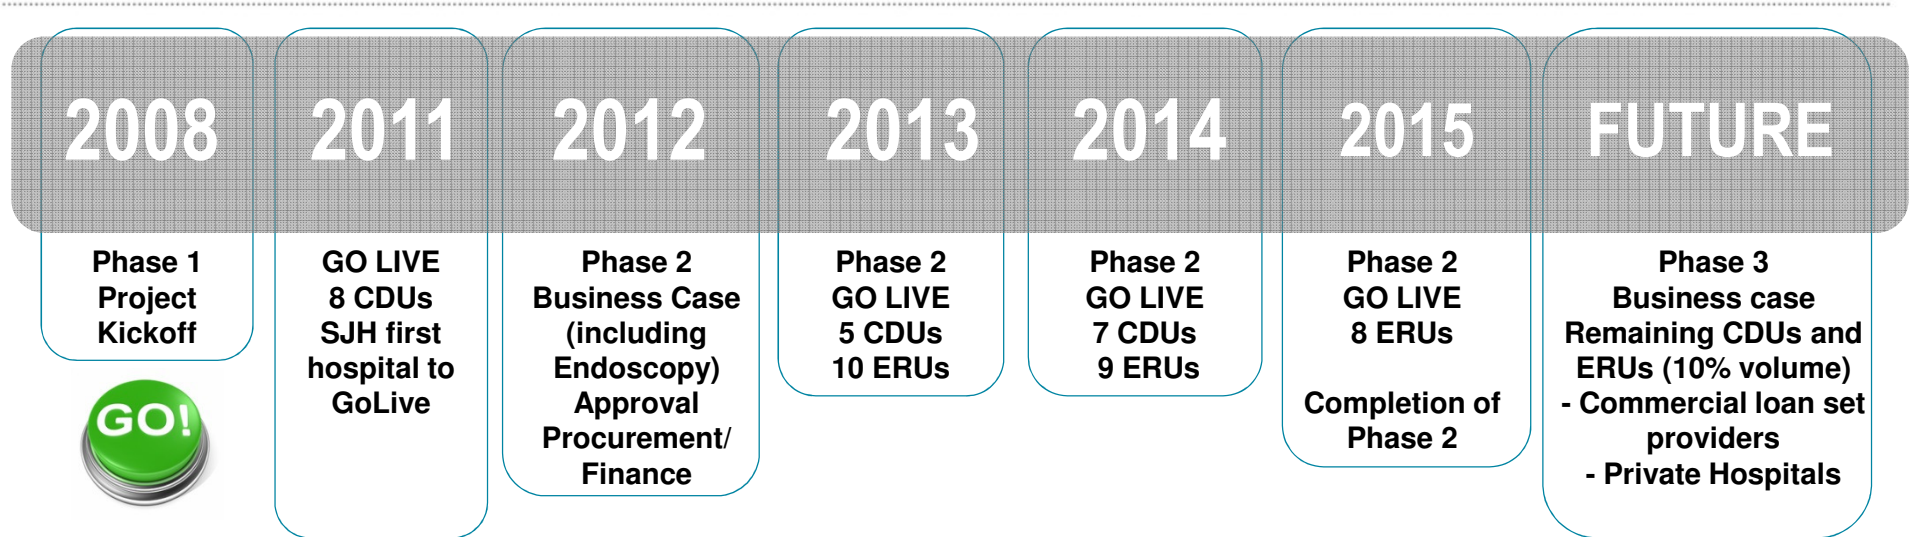 2008
Phase 1
Project
Kickoff
GO!
2011
GO LIVE
8 CDUs
SJH first
hospital to
GoLive
2012
Phase 2
Business Case
(including
Endoscopy)
Approval
Procurement/
Finance
2013
Phase 2
GO LIVE
5 CDUs
10 ERUs
2014
Phase 2
GO LIVE
7 CDUs
9 ERUs
2015
Phase 2
GO LIVE
8 ERUs
Completion of
Phase 2
FUTURE
Phase 3
Business case
Remaining CDUs and
ERUs (10% volume)
- Commercial loan set
providers
- Private Hospitals